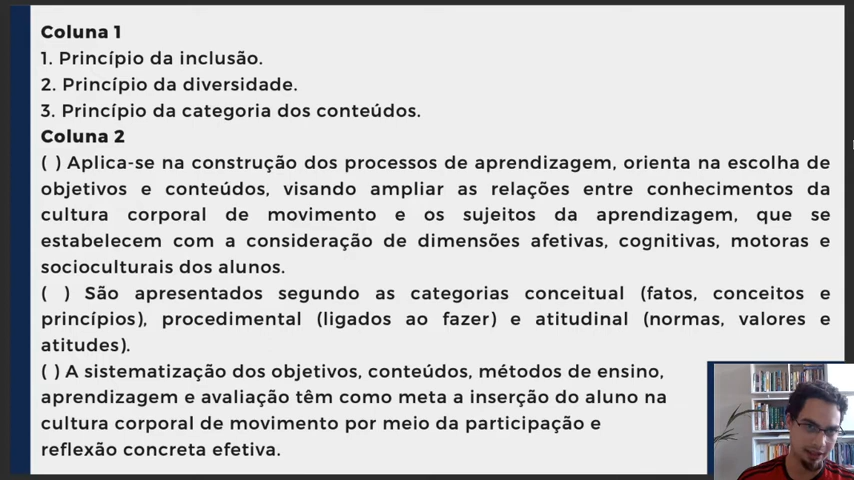 Coluna 1
1. Princípio da inclusão.
2. Princípio da diversidade.
3. Princípio da categoria dos conteúdos.
Coluna 2
( ) Aplica-se na construção dos processos de aprendizagem, orienta na escolha de
objetivos e conteúdos, visando ampliar as relações entre conhecimentos da
cultura corporal de movimento e os sujeitos da aprendizagem, que se
estabelecem com a consideração de dimensões afetivas, cognitivas, motoras e
socioculturais dos alunos.
( ) São apresentados segundo as categorias conceitual (fatos, conceitos e
princípios), procedimental (ligados ao fazer) e atitudinal (normas, valores e
atitudes).
( ) A sistematização dos objetivos, conteúdos, métodos de ensino,
aprendizagem e avaliação têm como meta a inserção do aluno na
cultura corporal de movimento por meio da participação e
reflexão concreta efetiva.